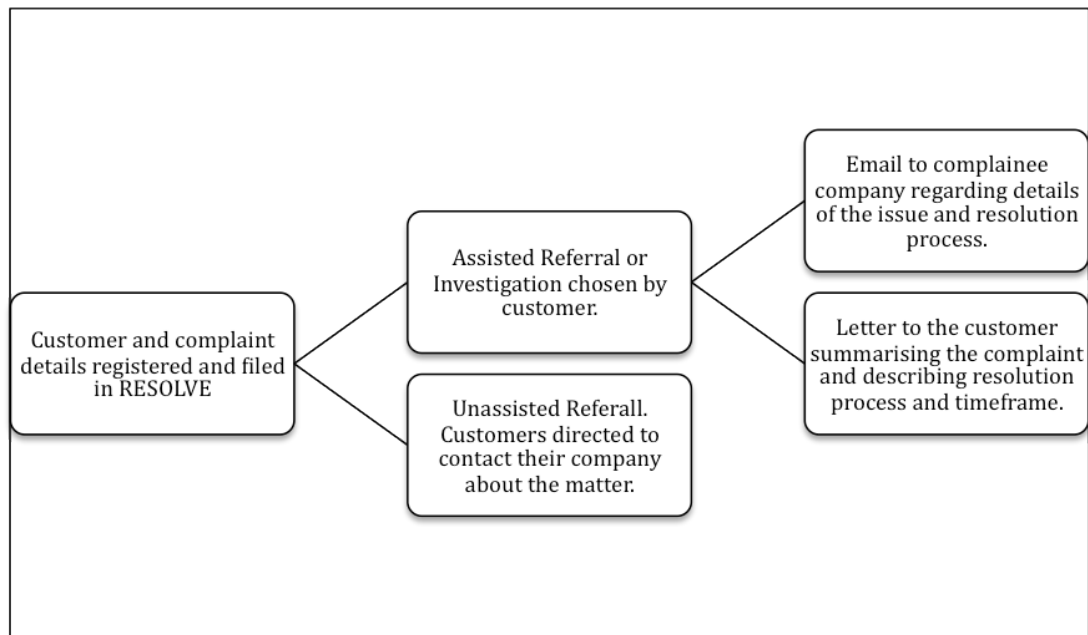 Customer and complaint
details registered and filed
in RESOLVE
Assisted Referral or
Investigation chosen by
customer.
Unassisted Referall.
Customers directed to
contact their company
about the matter.
Email to complainee
company regarding details
of the issue and resolution
process.
Letter to the customer
summarising the complaint
and describing resolution
process and timeframe.